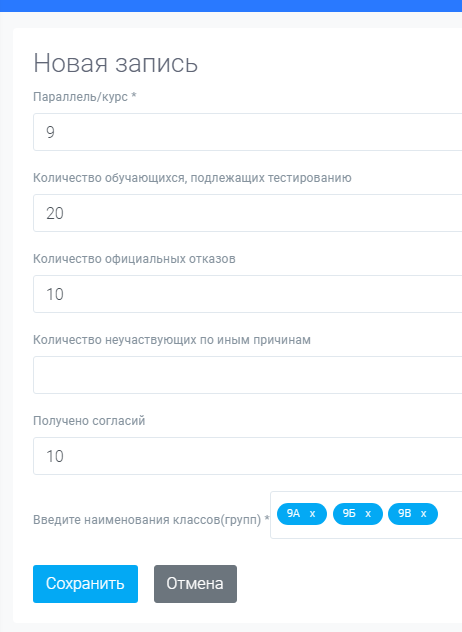 Новая запись
Параллель/курс *
9
Количество обучающихся, подлежащих тестированию
20
Количество официальных отказов
10
Количество неучаствующих по иным причинам
Получено согласий
10
Введите наименования классов(групп) * 9А x 9Б x 9В x
Сохранить Отмена